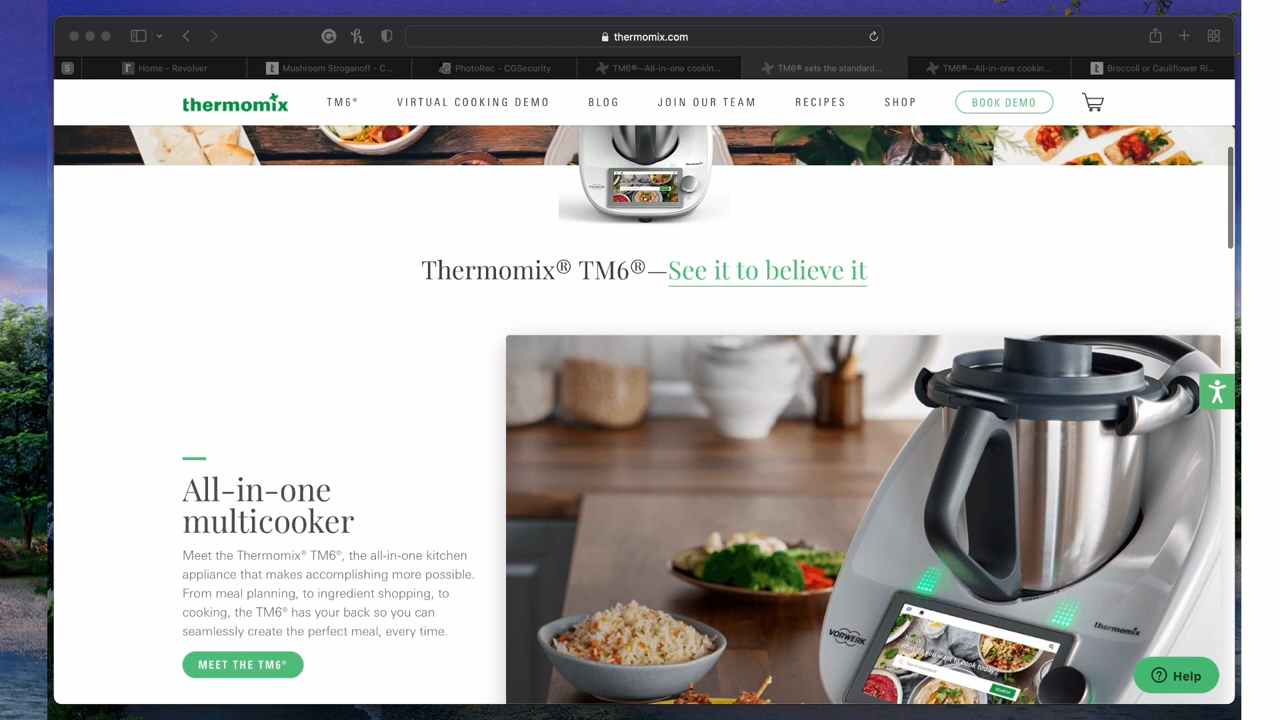 thermomix.com
S
Home - Revolver
Mushroom Stroganoff - C...
PhotoRec - CGSecurity
TM6®—All-in-one cookin...
TM6® sets the standard...
TM6®—All-in-one cookin...
Broccoli or Cauliflower Ri...
thermomix
TM6®
VIRTUAL COOKING DEMO
BLOG
JOIN OUR TEAM
RECIPES
SHOP
BOOK DEMO
Thermomix® TM6®—See it to believe it
All-in-one
multicooker
Meet the Thermomix® TM6®, the all-in-one kitchen
appliance that makes accomplishing more possible.
From meal planning, to ingredient shopping, to
cooking, the TM6® has your back so you can
seamlessly create the perfect meal, every time.
MEET THE TM6®
VORWERK
thermomix
Help